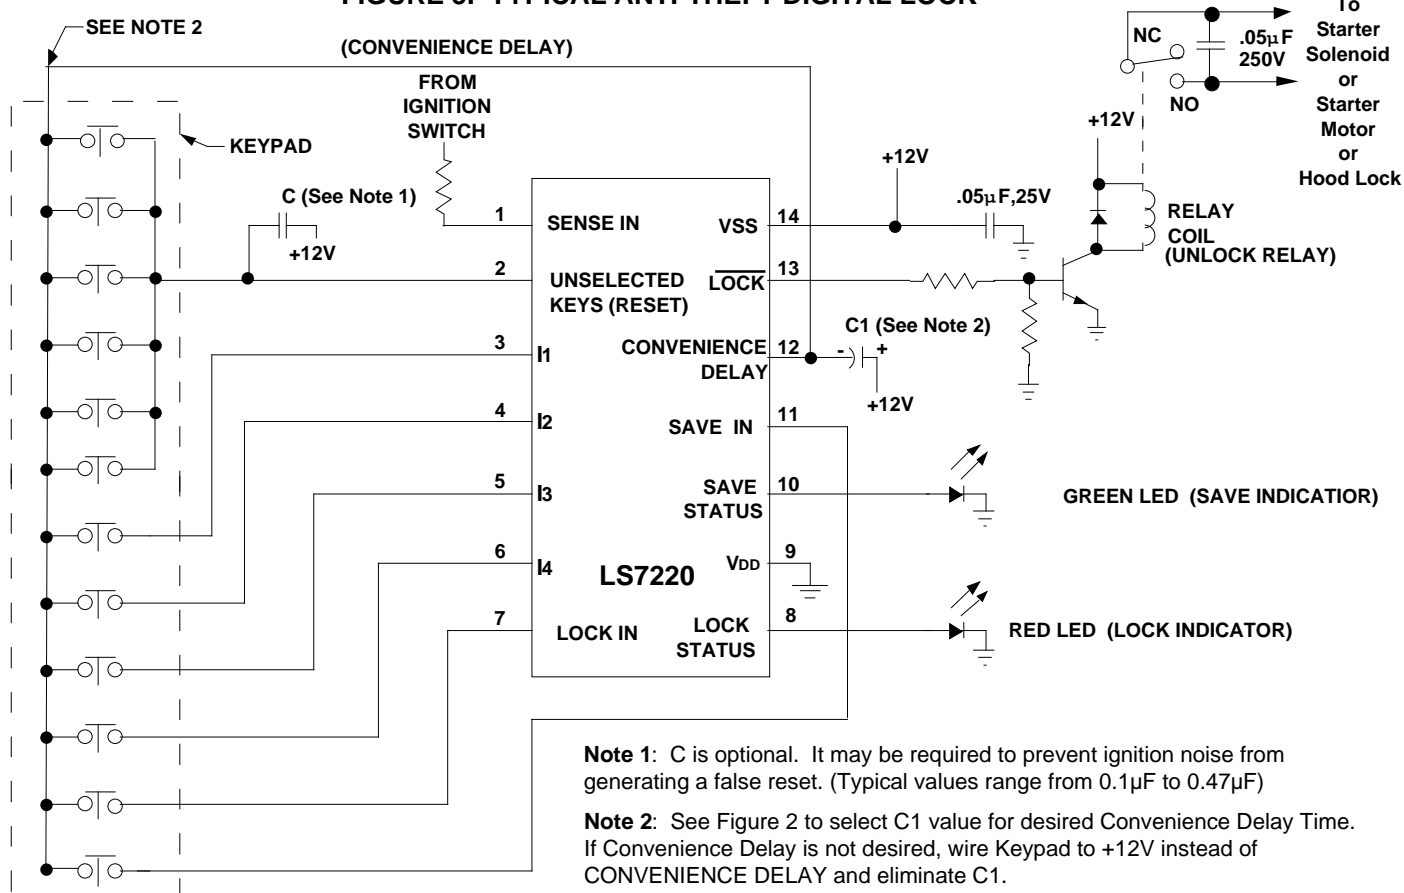 FIGURE 3. TYPICAL ANTI-THEFT DIGITAL LOCK
SEE NOTE 2
(CONVENIENCE DELAY)
FROM
IGNITION
SWITCH
KEYPAD
C (See Note 1)
+12V
1
2
3
4
5
6
7
SENSE IN
UNSELECTED
KEYS (RESET)
I1
I2
I3
I4
LOCK IN
LS7220
VSS
LOCK
CONVENIENCE
DELAY
SAVE IN
SAVE
STATUS
VDD
LOCK
STATUS
14
13
12
11
10
9
8
+12V
.05µF,25V
C1 (See Note 2)
- +
+12V
+12V
RELAY
COIL
(UNLOCK RELAY)
NC
NO
.05µF
250V
To
Starter
Solenoid
or
Starter
Motor
or
Hood Lock
GREEN LED (SAVE INDICATIOR)
RED LED (LOCK INDICATOR)
Note 1: C is optional. It may be required to prevent ignition noise from
generating a false reset. (Typical values range from 0.1µF to 0.47µF)
Note 2: See Figure 2 to select C1 value for desired Convenience Delay Time.
If Convenience Delay is not desired, wire Keypad to +12V instead of
CONVENIENCE DELAY and eliminate C1.